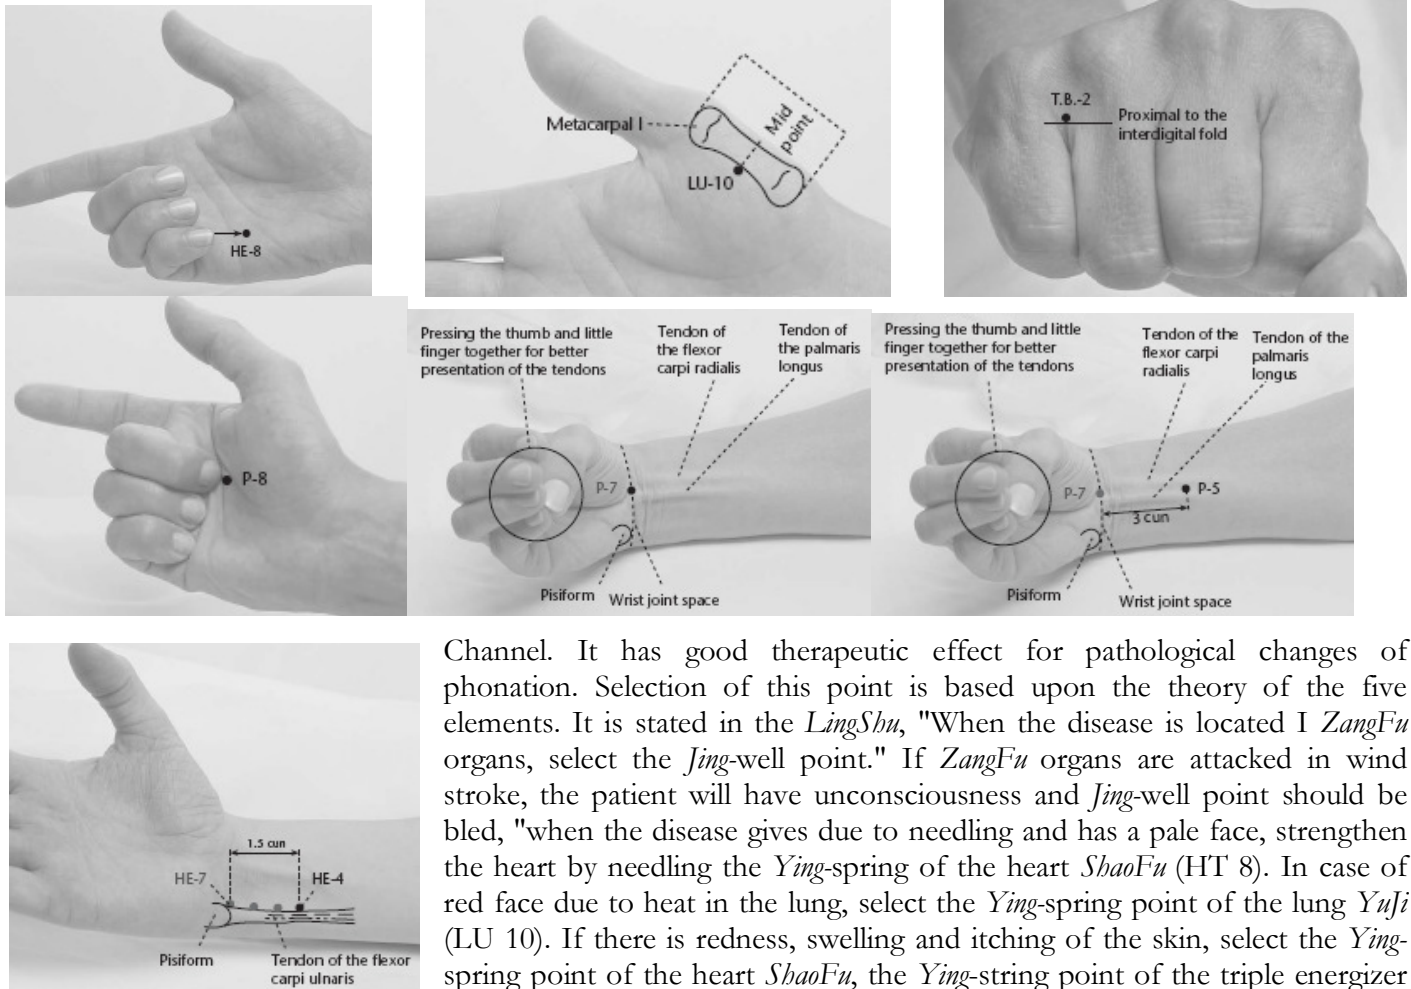 HE-8
Metacarpal I
Mid
point
LU-10
T.B.-2
Proximal to the
interdigital fold
P-8
Pressing the thumb and little
finger together for better
presentation of the tendons
Tendon of
the flexor
carpi radialis
Tendon of
the palmaris
longus
P-7
Pisiform
Wrist joint space
Pressing the thumb and little
finger together for better
presentation of the tendons
Tendon of the
flexor carpi
radialis
Tendon of the
palmaris
longus
P-7
P-5
3 cun
Pisiform
Wrist joint space
1.5 cun
HE-7
HE-4
Pisiform
Tendon of the flexor
carpi ulnaris
Channel. It has good therapeutic effect for pathological changes of
phonation. Selection of this point is based upon the theory of the five
elements. It is stated in the LingShu, "When the disease is located I ZangFu
organs, select the Jing-well point." If ZangFu organs are attacked in wind
stroke, the patient will have unconsciousness and Jing-well point should be
bled, "when the disease gives due to needling and has a pale face, strengthen
the heart by needling the Ying-spring of the heart ShaoFu (HT 8). In case of
red face due to heat in the lung, select the Ying-spring point of the lung YuJi
(LU 10). If there is redness, swelling and itching of the skin, select the Ying-
spring point of the heart ShaoFu, the Ying-string point of the triple energizer